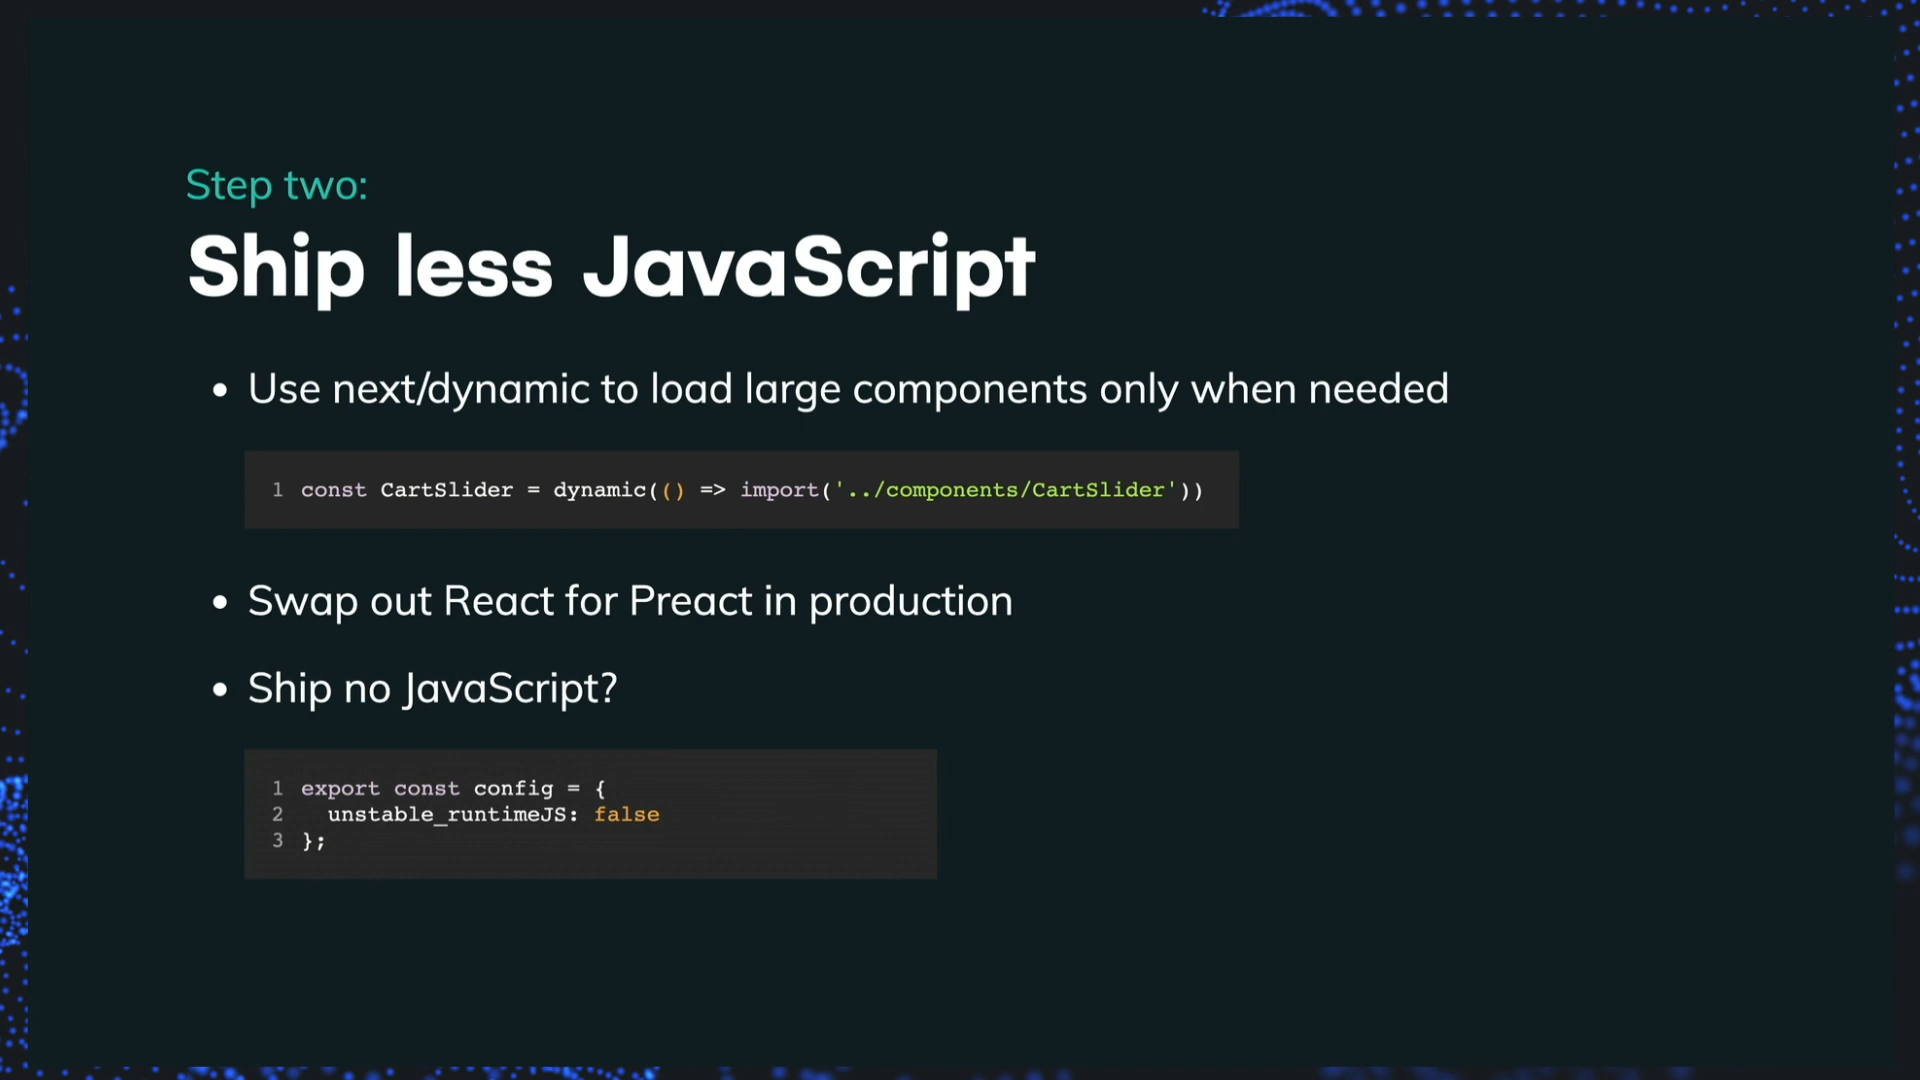 Step two:
Ship less JavaScript
• Use next/dynamic to load large components only when needed
1 const CartSlider = dynamic(() => import('../components/CartSlider'))
• Swap out React for Preact in production
• Ship no JavaScript?
1 export const config = {
2   unstable_runtimeJS: false
3 };